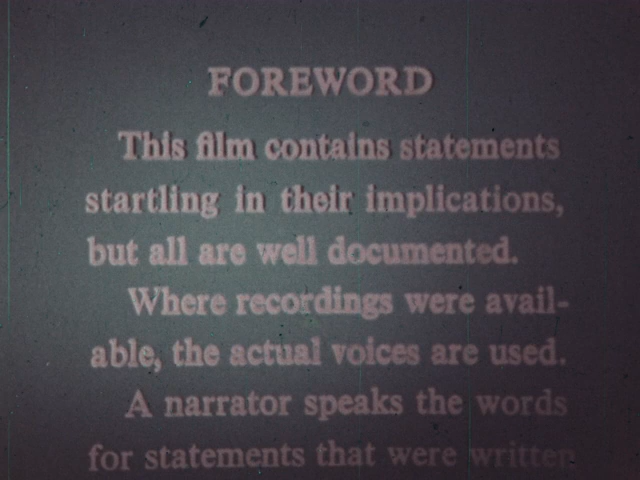 FOREWORD
This film contains statements
startling in their implications,
but all are well documented.
Where recordings were avail-
able, the actual voices are used.
A narrator speaks the words
for statements that were written